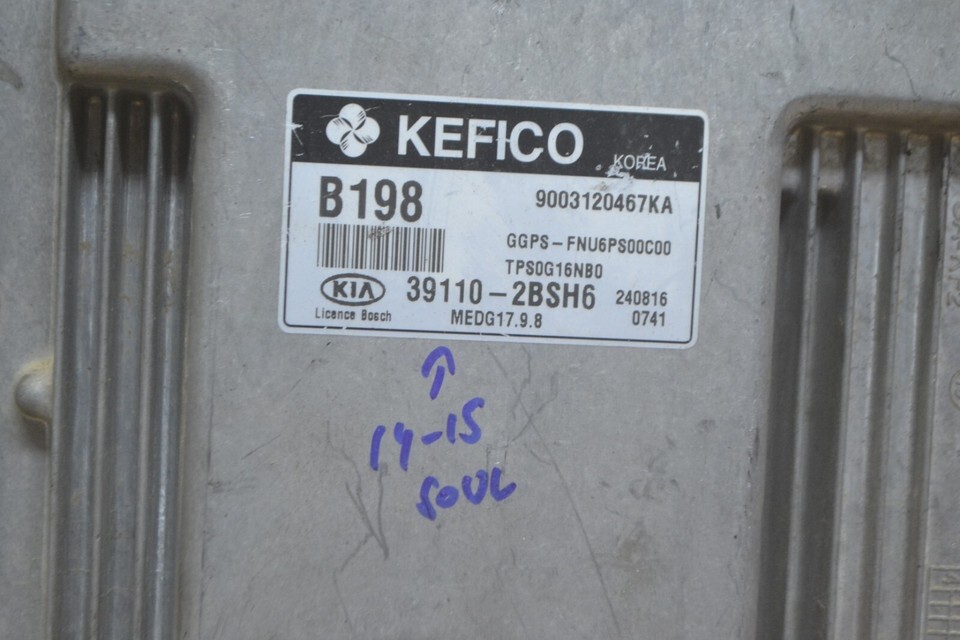 KEFICO
KOREA
B198
9003120467KA
GGPS-FNU6PS00C00
TPS0G16NB0
KIA 39110-2BSH6 240816
Licence Bosch MEDG17.9.8 0741
↑
14-15
SOUL